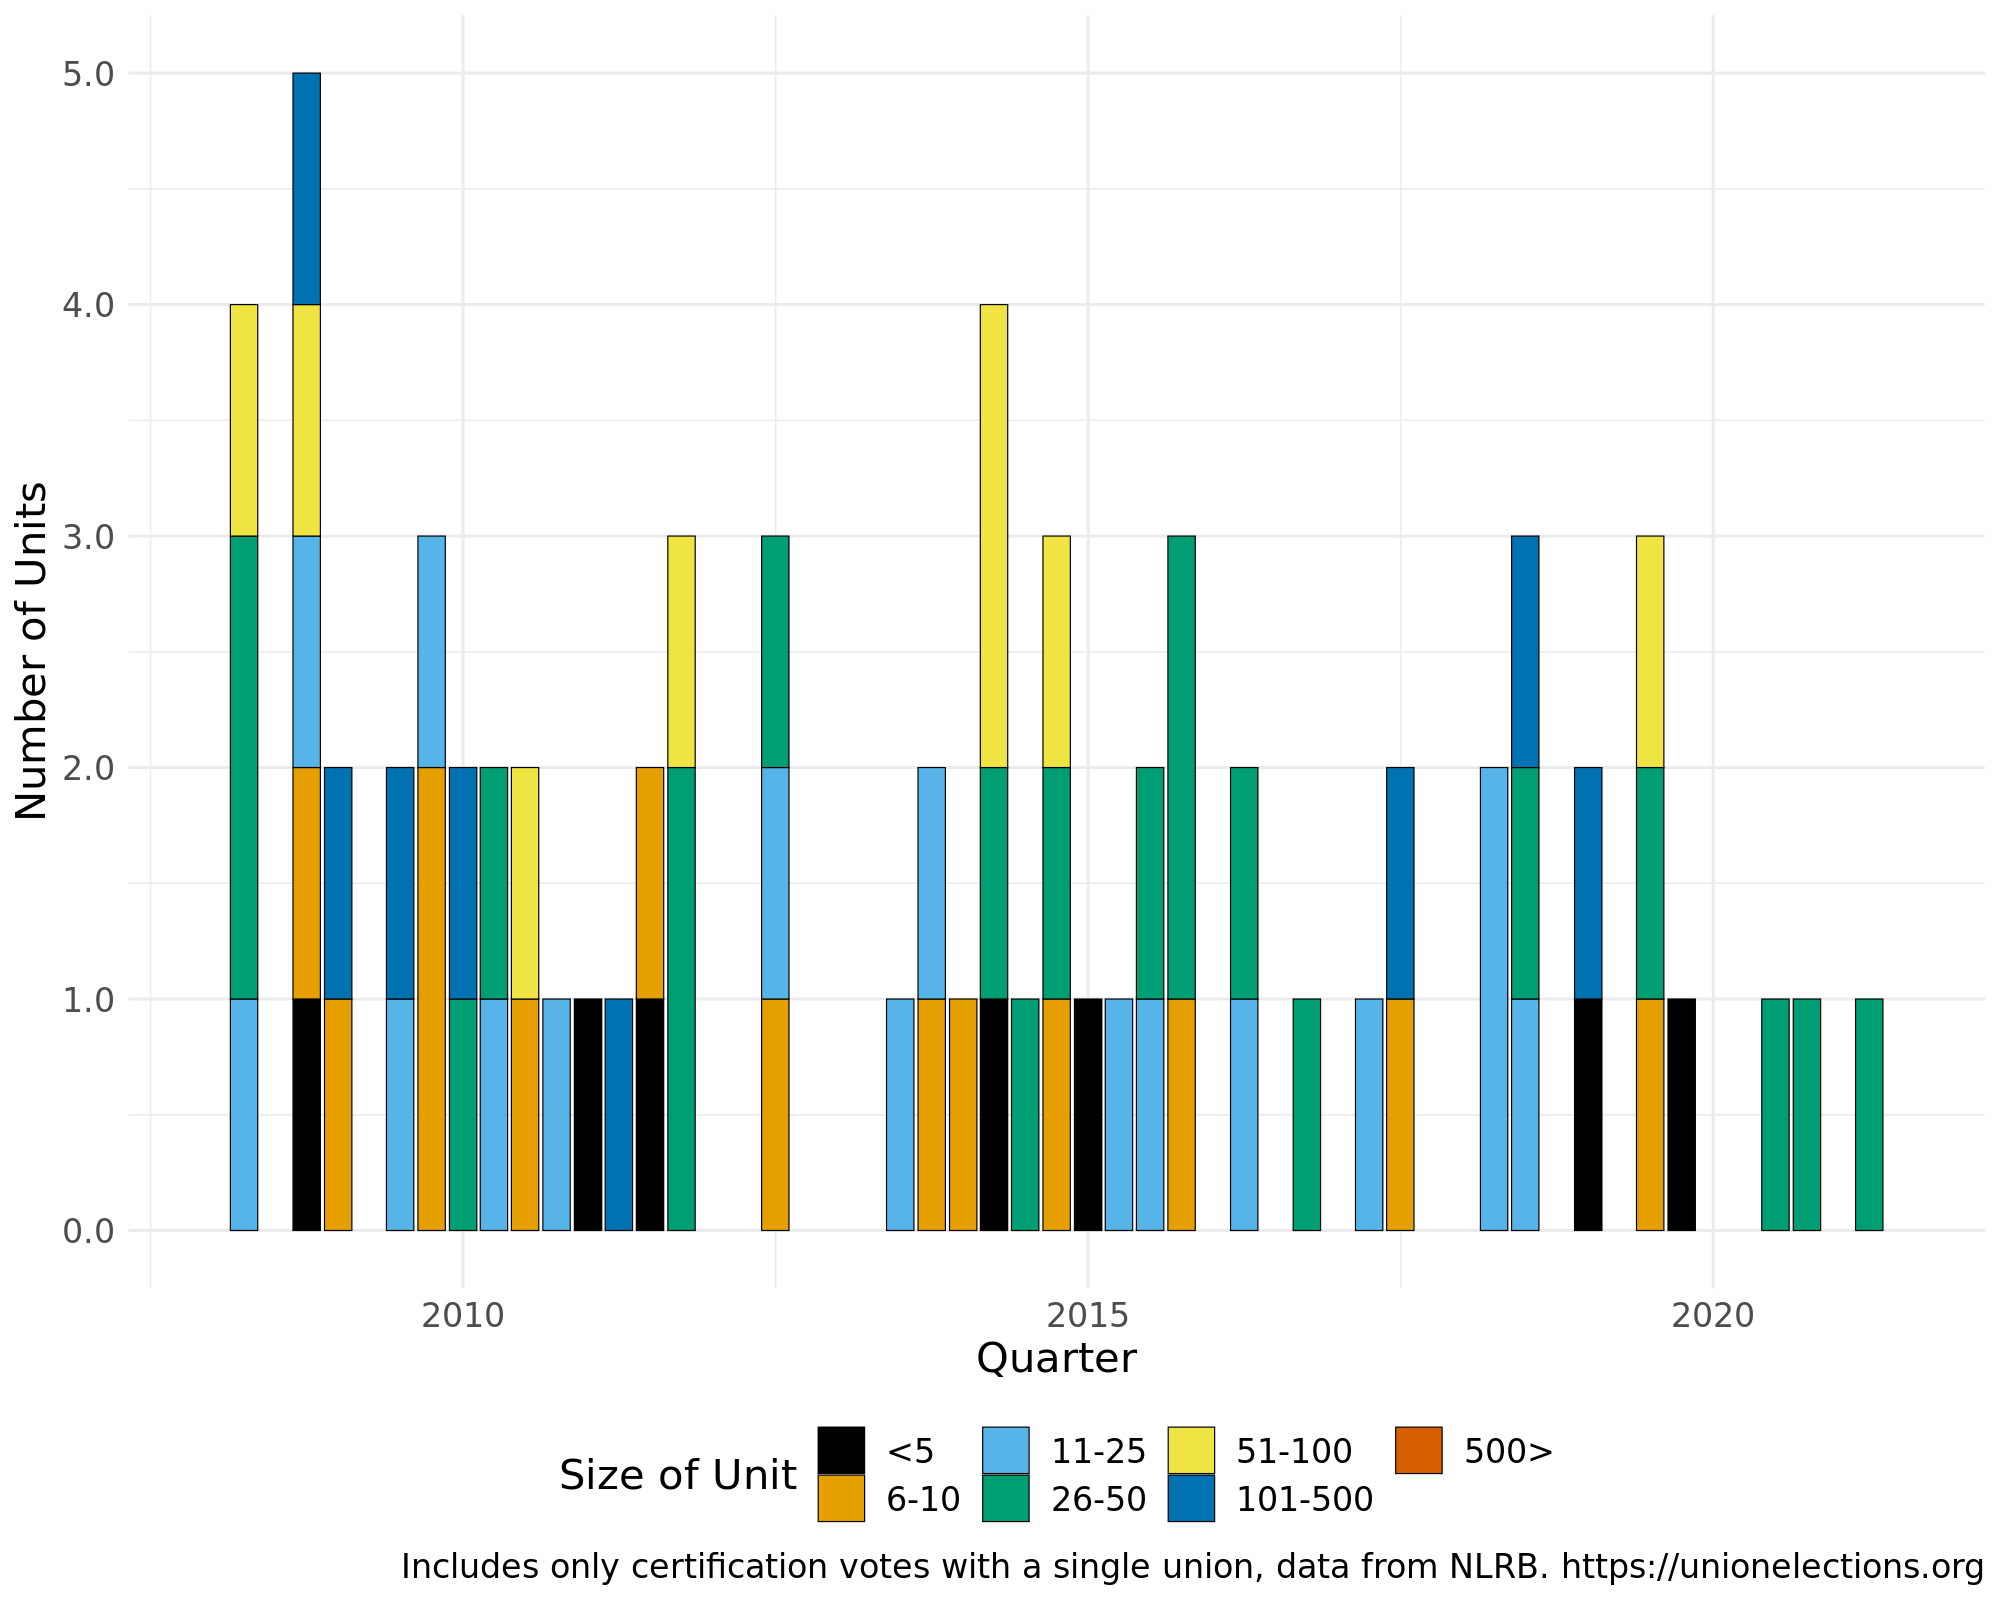 5.0
4.0
3.0
2.0
1.0
0.0
Number of Units
2010 2015 2020
Quarter
Size of Unit
<5 11-25 51-100 500>
6-10 26-50 101-500
Includes only certification votes with a single union, data from NLRB. https://unionelections.org